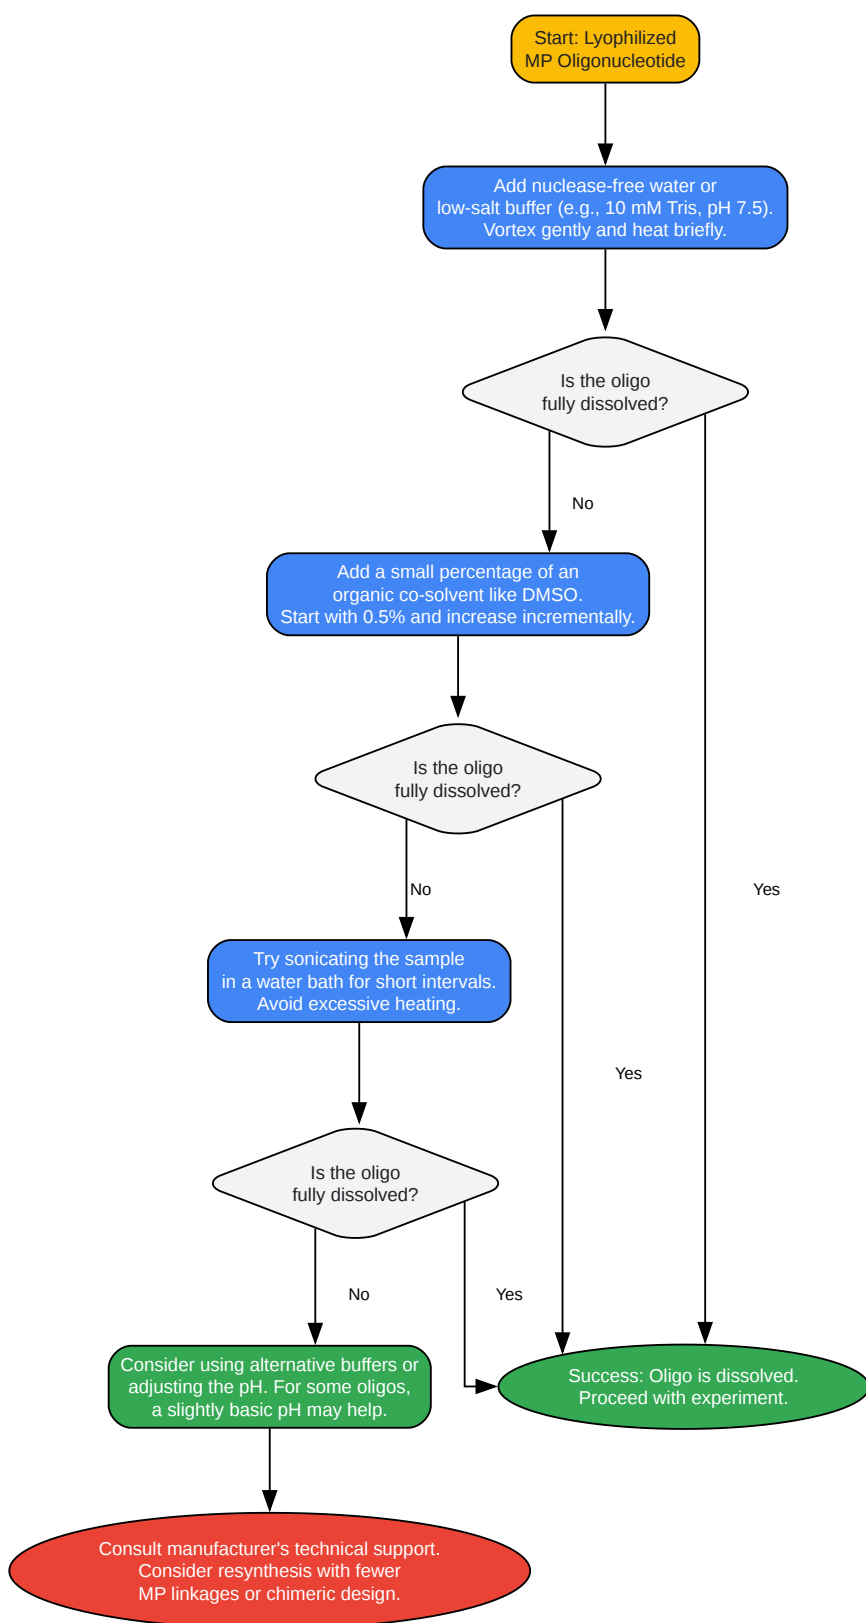 Start: Lyophilized
MP Oligonucleotide
Add nuclease-free water or
low-salt buffer (e.g., 10 mM Tris, pH 7.5).
Vortex gently and heat briefly.
Is the oligo
fully dissolved?
No
Add a small percentage of an
organic co-solvent like DMSO.
Start with 0.5% and increase incrementally.
Is the oligo
fully dissolved?
No
Yes
Try sonicating the sample
in a water bath for short intervals.
Avoid excessive heating.
Yes
Is the oligo
fully dissolved?
No
Yes
Consider using alternative buffers or
adjusting the pH. For some oligos,
a slightly basic pH may help.
Success: Oligo is dissolved.
Proceed with experiment.
Consult manufacturer's technical support.
Consider resynthesis with fewer
MP linkages or chimeric design.